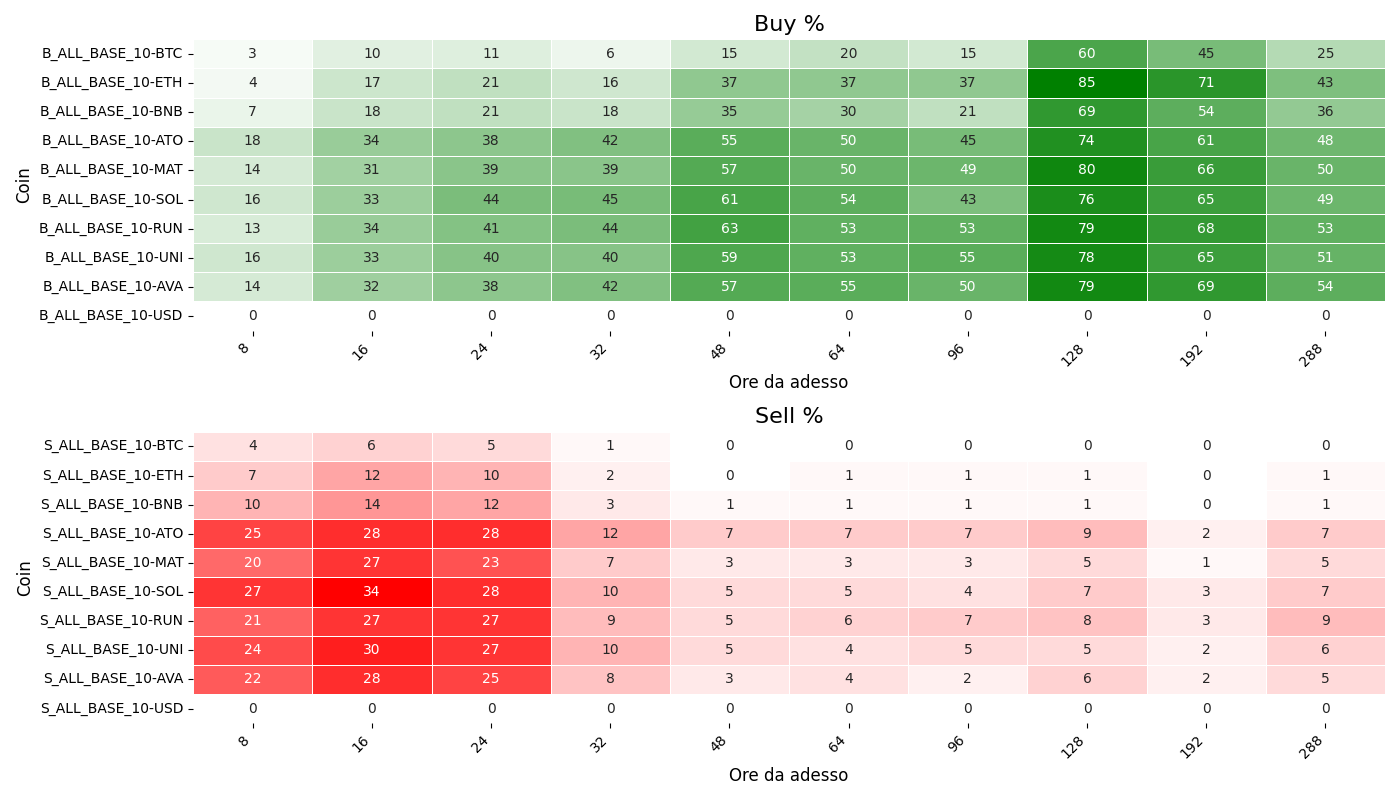 Buy %
Coin
B_ALL_BASE_10-BTC 3 10 11 6 15 20 15 60 45 25
B_ALL_BASE_10-ETH 4 17 21 16 37 37 37 85 71 43
B_ALL_BASE_10-BNB 7 18 21 18 35 30 21 69 54 36
B_ALL_BASE_10-ATO 18 34 38 42 55 50 45 74 61 48
B_ALL_BASE_10-MAT 14 31 39 39 57 50 49 80 66 50
B_ALL_BASE_10-SOL 16 33 44 45 61 54 43 76 65 49
B_ALL_BASE_10-RUN 13 34 41 44 63 53 53 79 68 53
B_ALL_BASE_10-UNI 16 33 40 40 59 53 55 78 65 51
B_ALL_BASE_10-AVA 14 32 38 42 57 55 50 79 69 54
B_ALL_BASE_10-USD 0 0 0 0 0 0 0 0 0 0
8 16 24 32 48 64 96 128 192 288
Ore da adesso
Sell %
Coin
S_ALL_BASE_10-BTC 4 6 5 1 0 0 0 0 0 0
S_ALL_BASE_10-ETH 7 12 10 2 0 1 1 1 0 1
S_ALL_BASE_10-BNB 10 14 12 3 1 1 1 1 0 1
S_ALL_BASE_10-ATO 25 28 28 12 7 7 7 9 2 7
S_ALL_BASE_10-MAT 20 27 23 7 3 3 3 5 1 5
S_ALL_BASE_10-SOL 27 34 28 10 5 5 4 7 3 7
S_ALL_BASE_10-RUN 21 27 27 9 5 6 7 8 3 9
S_ALL_BASE_10-UNI 24 30 27 10 5 4 5 5 2 6
S_ALL_BASE_10-AVA 22 28 25 8 3 4 2 6 2 5
S_ALL_BASE_10-USD 0 0 0 0 0 0 0 0 0 0
8 16 24 32 48 64 96 128 192 288
Ore da adesso